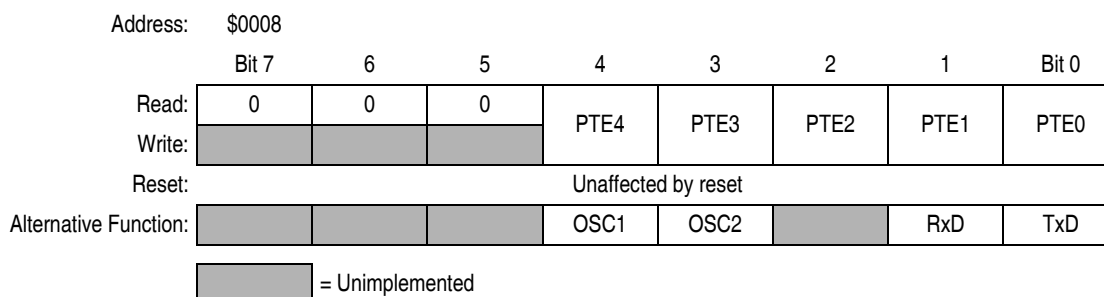 Address: $0008
Bit 7 6 5 4 3 2 1 Bit 0
Read: 0 0 0 PTE4 PTE3 PTE2 PTE1 PTE0
Write:
Reset: Unaffected by reset
Alternative Function: OSC1 OSC2 RxD TxD
= Unimplemented